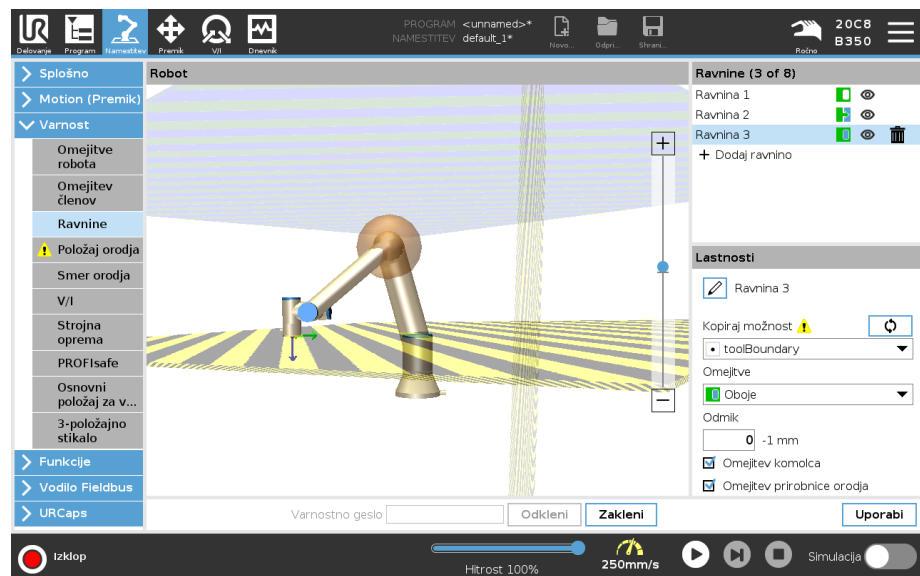 PROGRAM <unnamed>*
NAMESTITEV default_1*
Delovanje
Program
Namestitev
Premik
V/I
Dnevnik
Novo...
Odpri...
Shrani...
Ročno
20C8
B350
Splošno
Motion (Premik)
Varnost
Omejitve
robota
Omejitev
členov
Ravnine
Položaj orodja
Smer orodja
V/I
Strojna
oprema
PROFIsafe
Osnovni
položaj za v...
3-položajno
stikalo
Funkcije
Vodilo Fieldbus
URCaps
Robot
Ravnine (3 of 8)
Ravnina 1
Ravnina 2
Ravnina 3
Dodaj ravnino
Lastnosti
Ravnina 3
Kopiraj možnost
toolBoundary
Omejitve
Oboje
Odmik
0 -1 mm
Omejitev komolca
Omejitev prirobnice orodja
Varnostno geslo
Odkleni
Zakleni
Uporabi
Izklop
Hitrost 100%
250mm/s
Simulacija